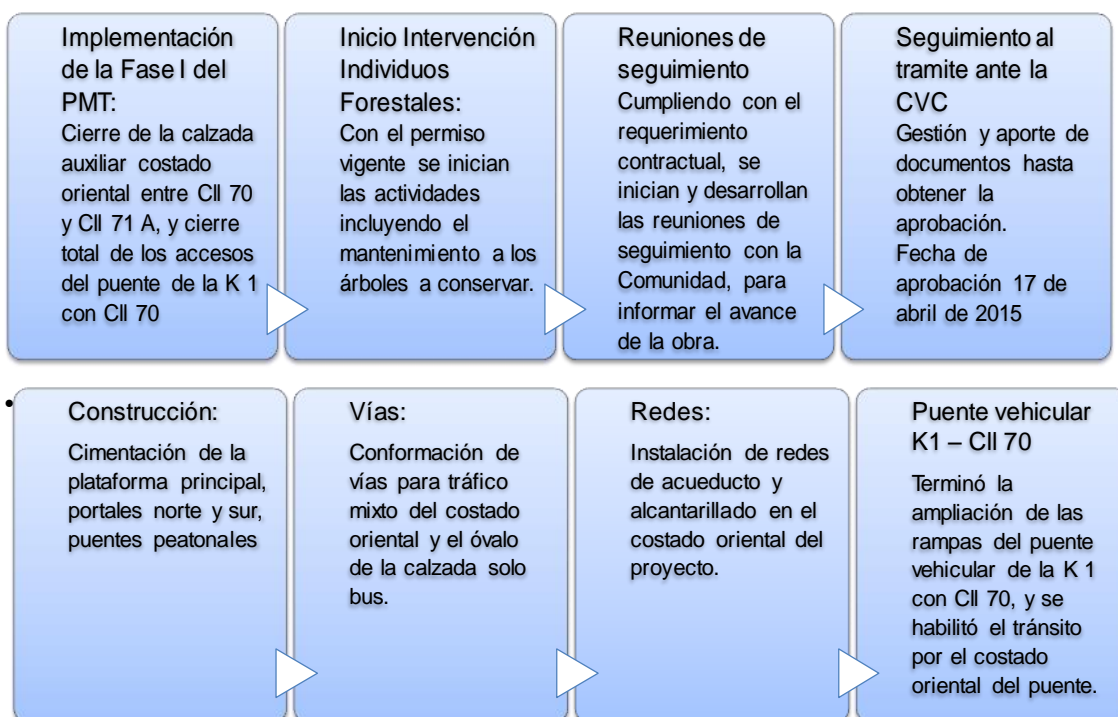 Implementación
de la Fase I del
PMT:
Cierre de la calzada
auxiliar costado
oriental entre Cll 70
y Cll 71 A, y cierre
total de los accesos
del puente de la K 1
con Cll 70
Inicio Intervención
Individuos
Forestales:
Con el permiso
vigente se inician
las actividades
incluyendo el
mantenimiento a los
árboles a conservar.
Reuniones de
seguimiento
Cumpliendo con el
requerimiento
contractual, se
inician y desarrollan
las reuniones de
seguimiento con la
Comunidad, para
informar el avance
de la obra.
Seguimiento al
tramite ante la
CVC
Gestión y aporte de
documentos hasta
obtener la
aprobación.
Fecha de
aprobación 17 de
abril de 2015
•
Construcción:
Cimentación de la
plataforma principal,
portales norte y sur,
puentes peatonales
Vías:
Conformación de
vías para tráfico
mixto del costado
oriental y el óvalo
de la calzada solo
bus.
Redes:
Instalación de redes
de acueducto y
alcantarillado en el
costado oriental del
proyecto.
Puente vehicular
K1 – Cll 70
Terminó la
ampliación de las
rampas del puente
vehicular de la K 1
con Cll 70, y se
habilitó el tránsito
por el costado
oriental del puente.